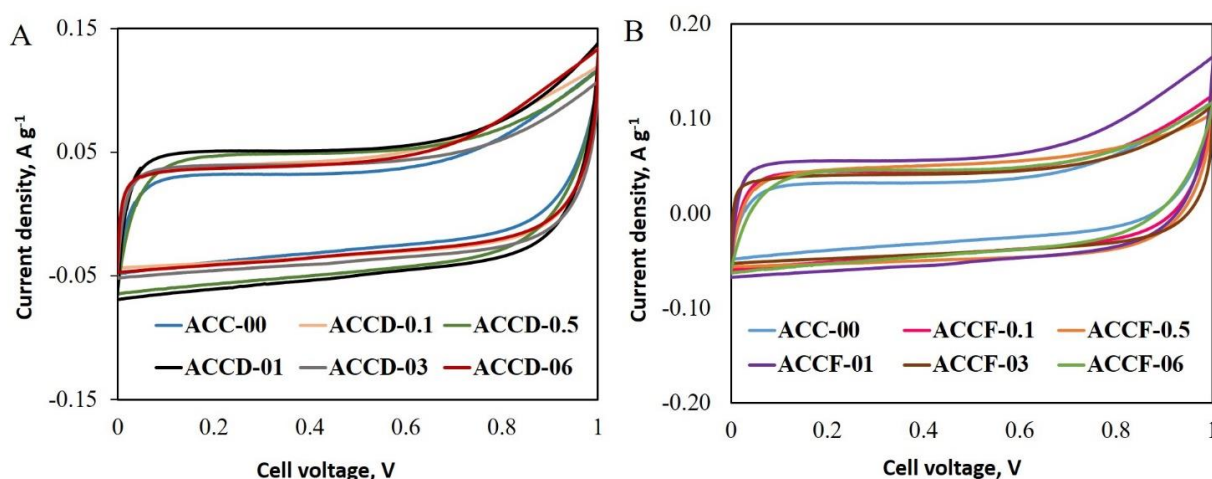 A
Current density, A g⁻¹
0.15
0.05
-0.05
-0.15
ACC-00 ACCD-0.1 ACCD-0.5
ACCD-01 ACCD-03 ACCD-06
0 0.2 0.4 0.6 0.8 1
Cell voltage, V
B
Current density, A g⁻¹
0.20
0.10
0.00
-0.10
-0.20
ACC-00 ACCF-0.1 ACCF-0.5
ACCF-01 ACCF-03 ACCF-06
0 0.2 0.4 0.6 0.8 1
Cell voltage, V